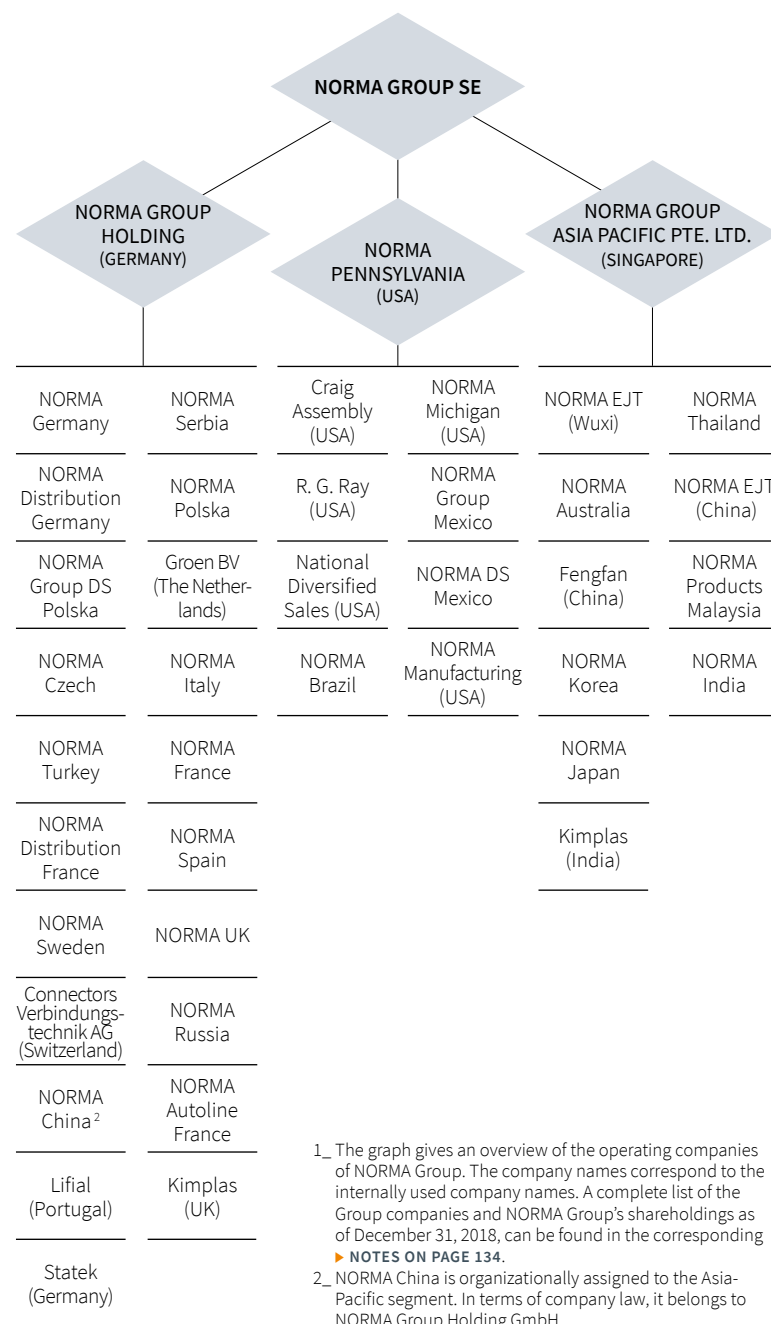 NORMA GROUP SE
NORMA GROUP
HOLDING
(GERMANY)
NORMA
PENNSYLVANIA
(USA)
NORMA GROUP
ASIA PACIFIC PTE. LTD.
(SINGAPORE)
NORMA
Germany
NORMA
Serbia
Craig
Assembly
(USA)
NORMA
Michigan
(USA)
NORMA EJT
(Wuxi)
NORMA
Thailand
NORMA
Distribution
Germany
NORMA
Polska
R. G. Ray
(USA)
NORMA
Group
Mexico
NORMA
Australia
NORMA EJT
(China)
NORMA
Group DS
Polska
Groen BV
(The Nether-
lands)
National
Diversified
Sales (USA)
NORMA DS
Mexico
Fengfan
(China)
NORMA
Products
Malaysia
NORMA
Czech
NORMA
Italy
NORMA
Brazil
NORMA
Manufacturing
(USA)
NORMA
Korea
NORMA
India
NORMA
Turkey
NORMA
France
NORMA
Japan
NORMA
Distribution
France
NORMA
Spain
Kimplas
(India)
NORMA
Sweden
NORMA UK
Connectors
Verbindungs-
technik AG
(Switzerland)
NORMA
Russia
NORMA
China²
NORMA
Autoline
France
Lifial
(Portugal)
Kimplas
(UK)
Statek
(Germany)
1_ The graph gives an overview of the operating companies
of NORMA Group. The company names correspond to the
internally used company names. A complete list of the
Group companies and NORMA Group's shareholdings as
of December 31, 2018, can be found in the corresponding
▶ NOTES ON PAGE 134.
2_ NORMA China is organizationally assigned to the Asia-
Pacific segment. In terms of company law, it belongs to
NORMA Group Holding GmbH.